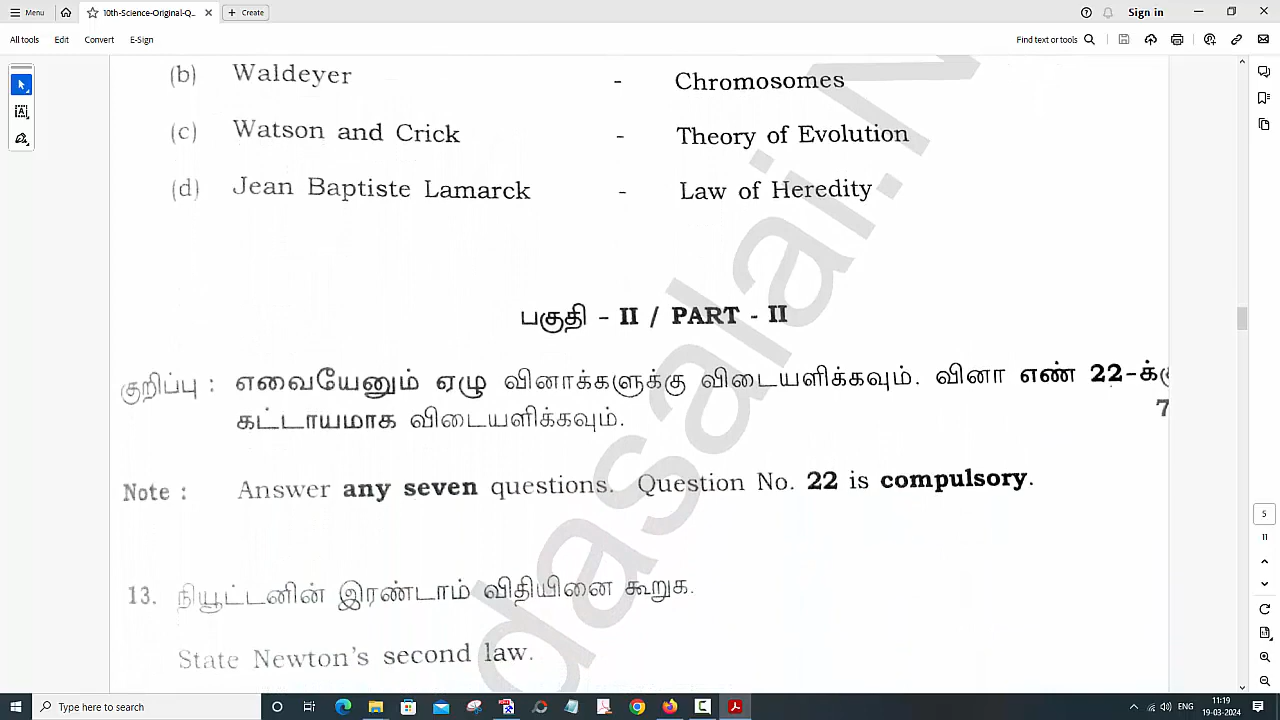 Menu
10th-Science-Original-Q...
Create
Sign in
All tools Edit Convert E-Sign
Find text or tools
(b) Waldeyer - Chromosomes
(c) Watson and Crick - Theory of Evolution
(d) Jean Baptiste Lamarck - Law of Heredity
பகுதி - II / PART - II
குறிப்பு : எவையேனும் ஏழு வினாக்களுக்கு விடையளிக்கவும். வினா எண் 22-க்கு
கட்டாயமாக விடையளிக்கவும். 7
Note : Answer any seven questions. Question No. 22 is compulsory.
13. நியூட்டனின் இரண்டாம் விதியினை கூறுக.
State Newton's second law.
5
11
dasalai.N
Type here to search
ENG
11:19
19-03-2024